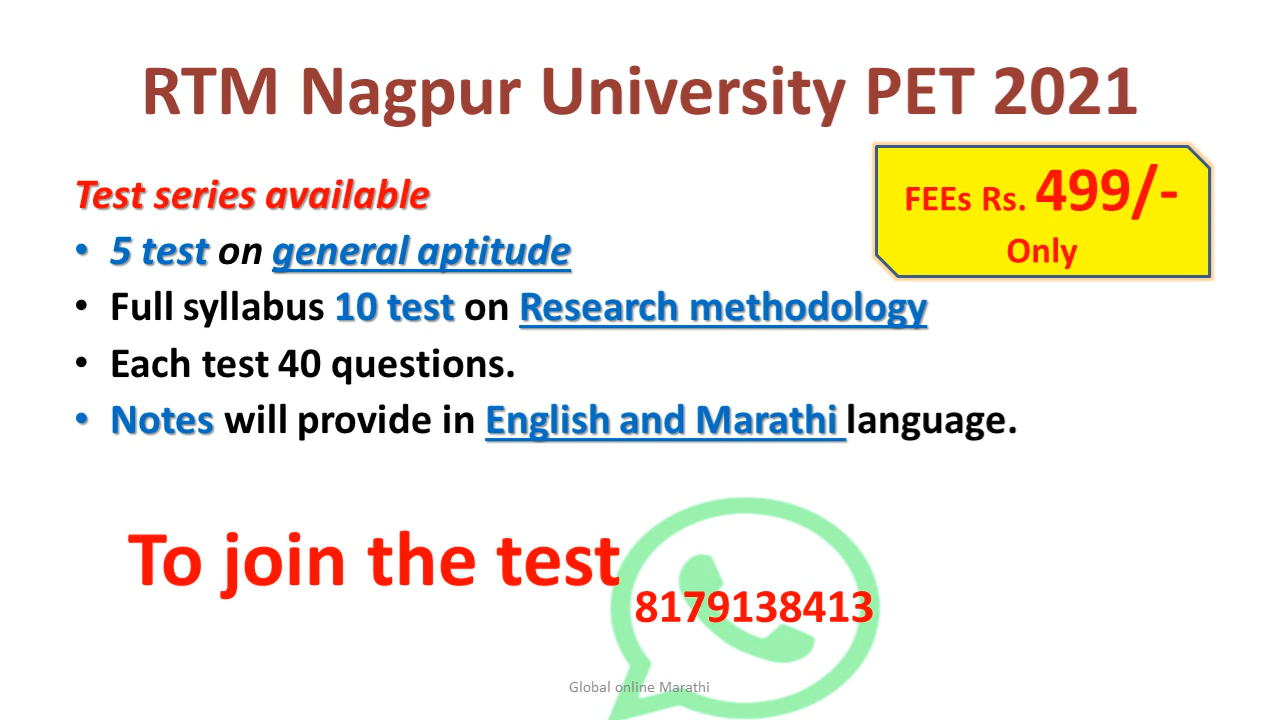 RTM Nagpur University PET 2021
Test series available
FEEs Rs. 499/-
Only
• 5 test on general aptitude
• Full syllabus 10 test on Research methodology
• Each test 40 questions.
• Notes will provide in English and Marathi language.
To join the test
8179138413
Global online Marathi